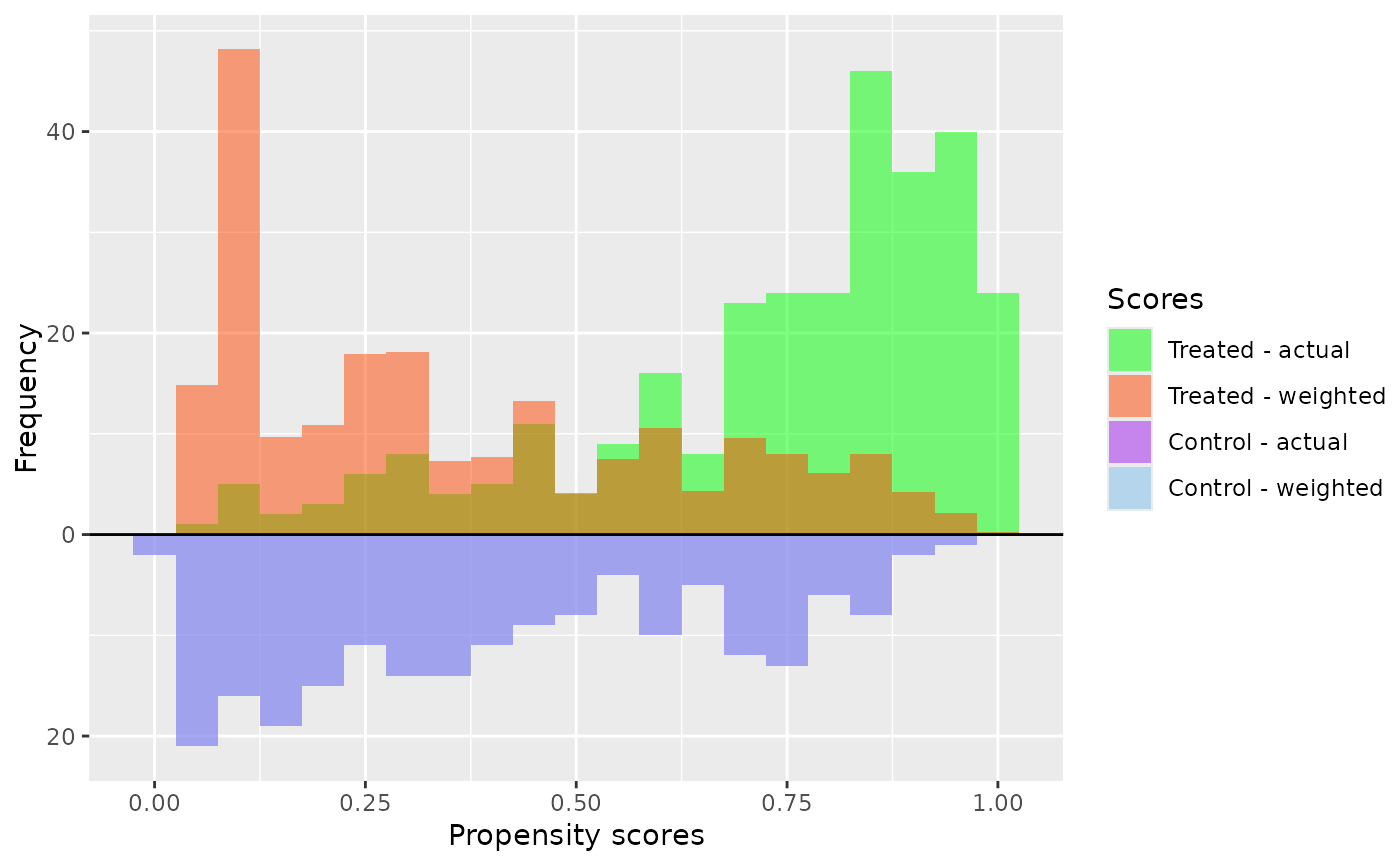 40
20
0
20
Frequency
0.00 0.25 0.50 0.75 1.00
Propensity scores
Scores
Treated - actual
Treated - weighted
Control - actual
Control - weighted